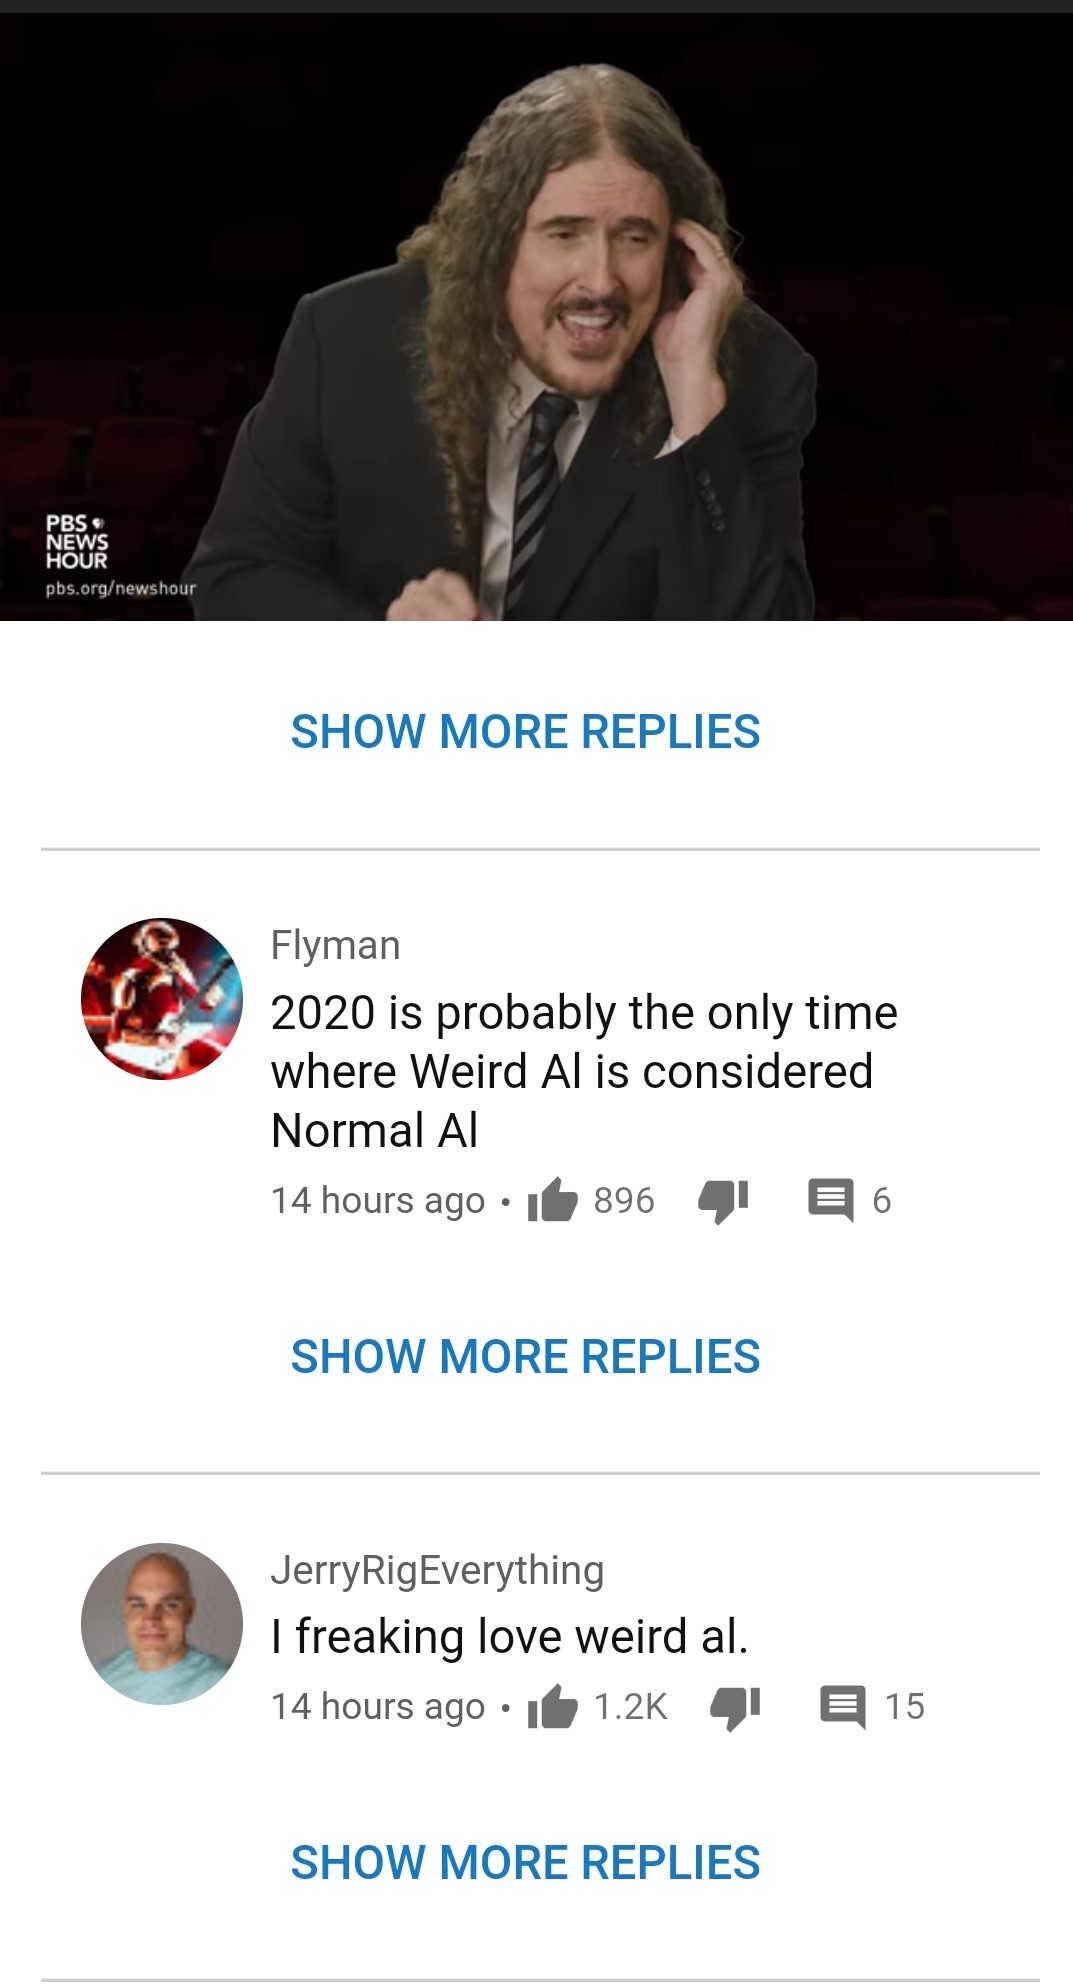 PBS
NEWS
HOUR
pbs.org/newshour
SHOW MORE REPLIES
Flyman
2020 is probably the only time
where Weird Al is considered
Normal Al
14 hours ago • 896 6
SHOW MORE REPLIES
JerryRigEverything
I freaking love weird al.
14 hours ago • 1.2K 15
SHOW MORE REPLIES